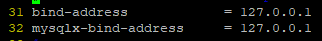 31 bind-address            = 127.0.0.1
32 mysqlx-bind-address     = 127.0.0.1